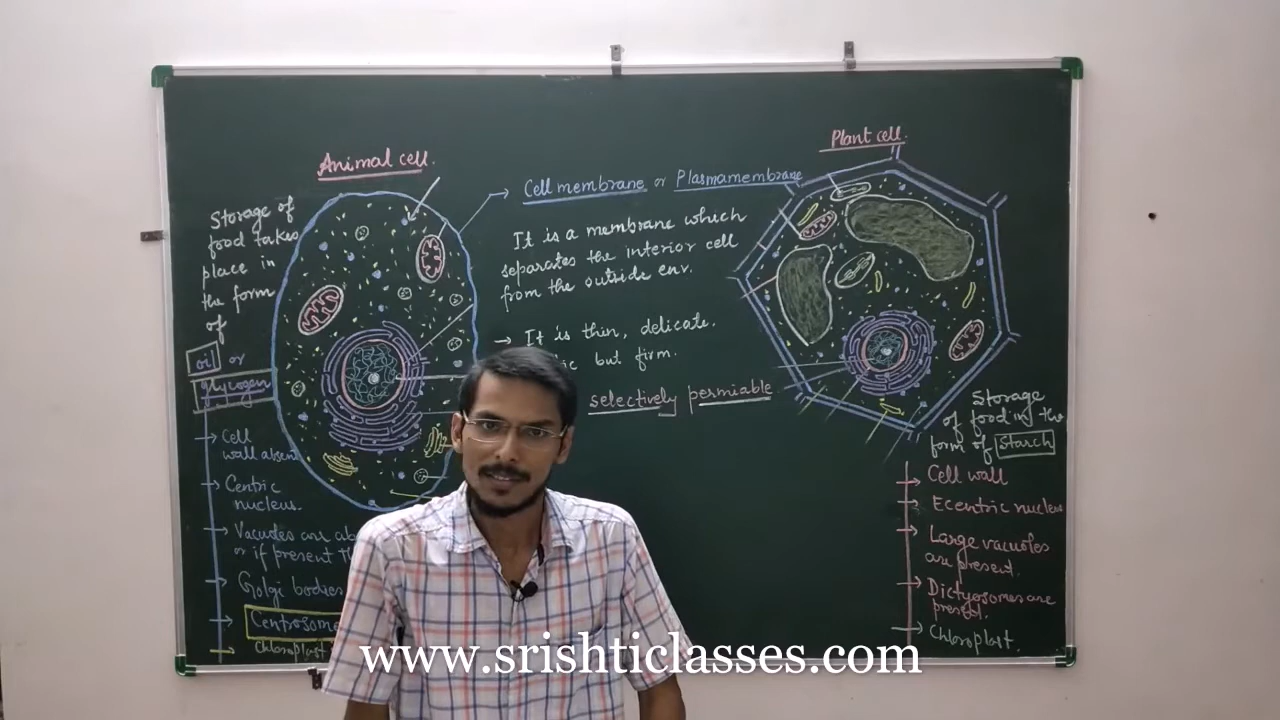 Animal cell.
Storage of
food takes
place in
the form
of
oil or
glycogen
Cell
wall absent
Centric
nucleus.
Vacuoles are
or if present
Golgi bodies
Centrosome
Chloroplast
Cell membrane or Plasmamembrane
It is a membrane which
separates the interior cell
from the outside env.
→ It is thin, delicate.
but firm.
selectively permiable
Plant cell.
Storage
of food in the
form of starch
Cell wall
Ecentric nucleus
Large vacuoles
are present.
Dictyosomes are
present.
Chloroplast.
www.srishticlasses.com